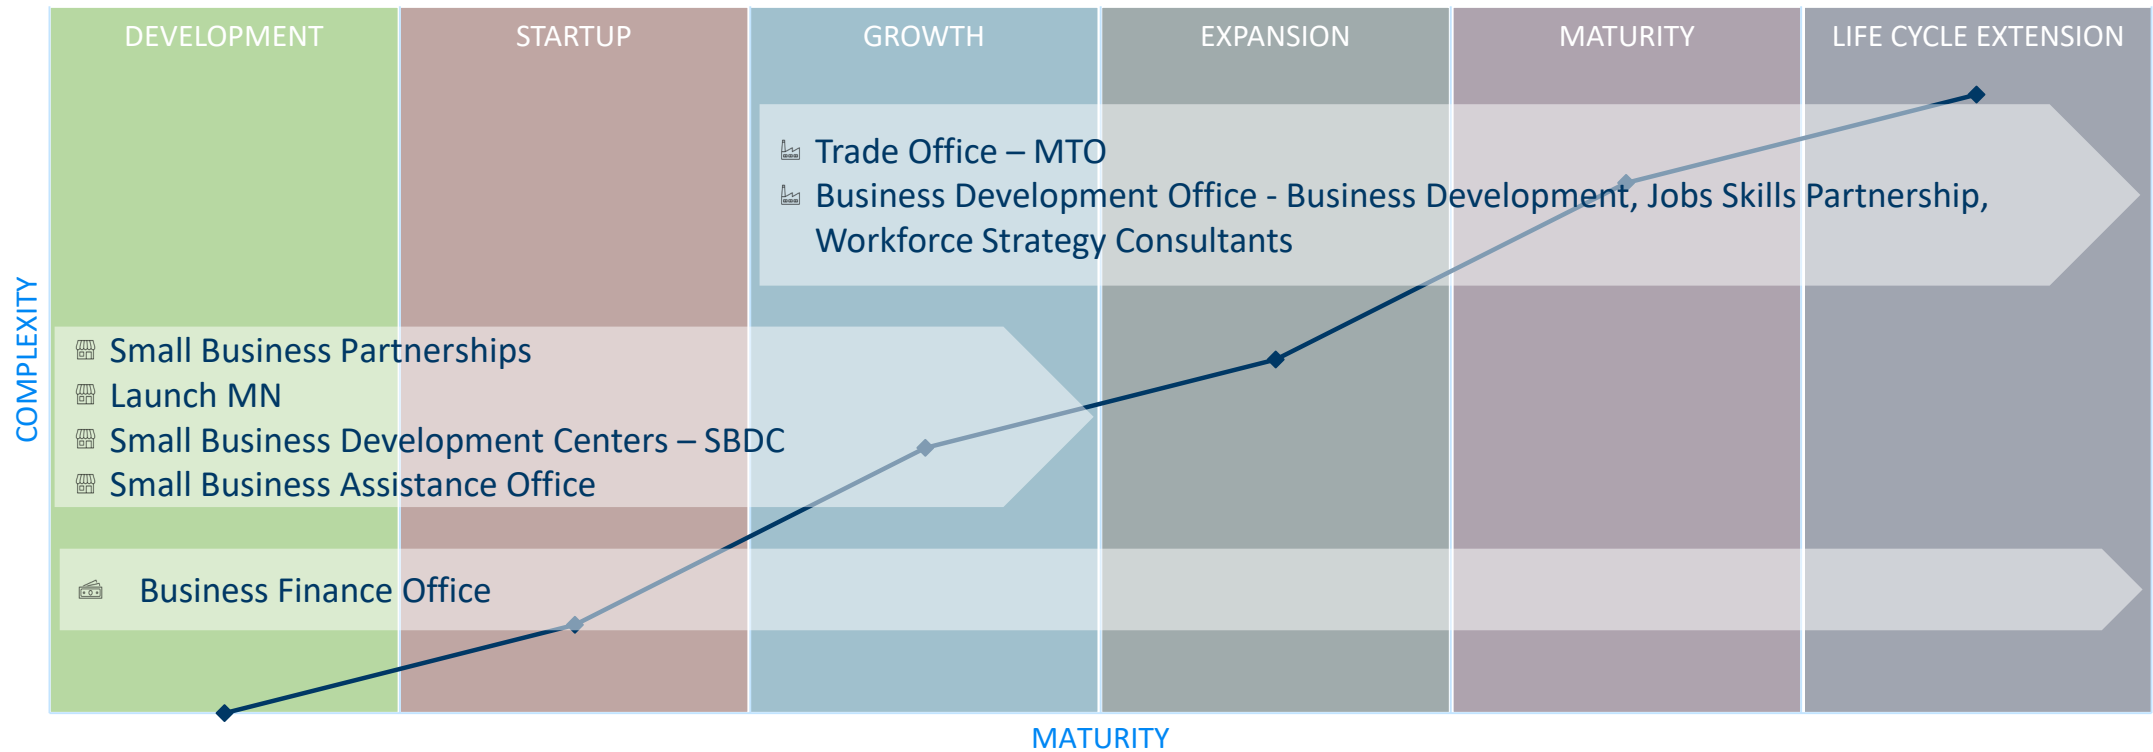 DEVELOPMENT
STARTUP
GROWTH
EXPANSION
MATURITY
LIFE CYCLE EXTENSION
Trade Office – MTO
Business Development Office - Business Development, Jobs Skills Partnership,
Workforce Strategy Consultants
COMPLEXITY
Small Business Partnerships
Launch MN
Small Business Development Centers – SBDC
Small Business Assistance Office
Business Finance Office
MATURITY